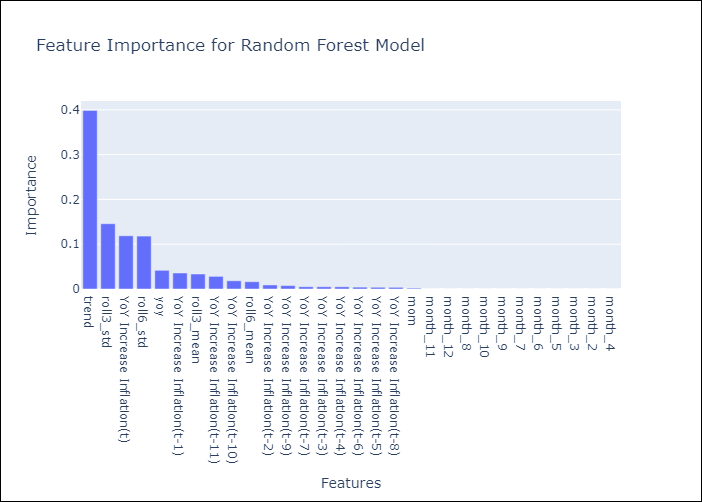 Feature Importance for Random Forest Model
Importance
0.4
0.3
0.2
0.1
0
trend
roll3_std
YoY Increase Inflation(t)
roll6_std
yoy
YoY Increase Inflation(t-1)
roll3_mean
YoY Increase Inflation(t-11)
YoY Increase Inflation(t-10)
roll6_mean
YoY Increase Inflation(t-2)
YoY Increase Inflation(t-9)
YoY Increase Inflation(t-7)
YoY Increase Inflation(t-3)
YoY Increase Inflation(t-4)
YoY Increase Inflation(t-6)
YoY Increase Inflation(t-5)
YoY Increase Inflation(t-8)
mom
month_11
month_12
month_8
month_10
month_9
month_7
month_6
month_5
month_3
month_2
month_4
Features